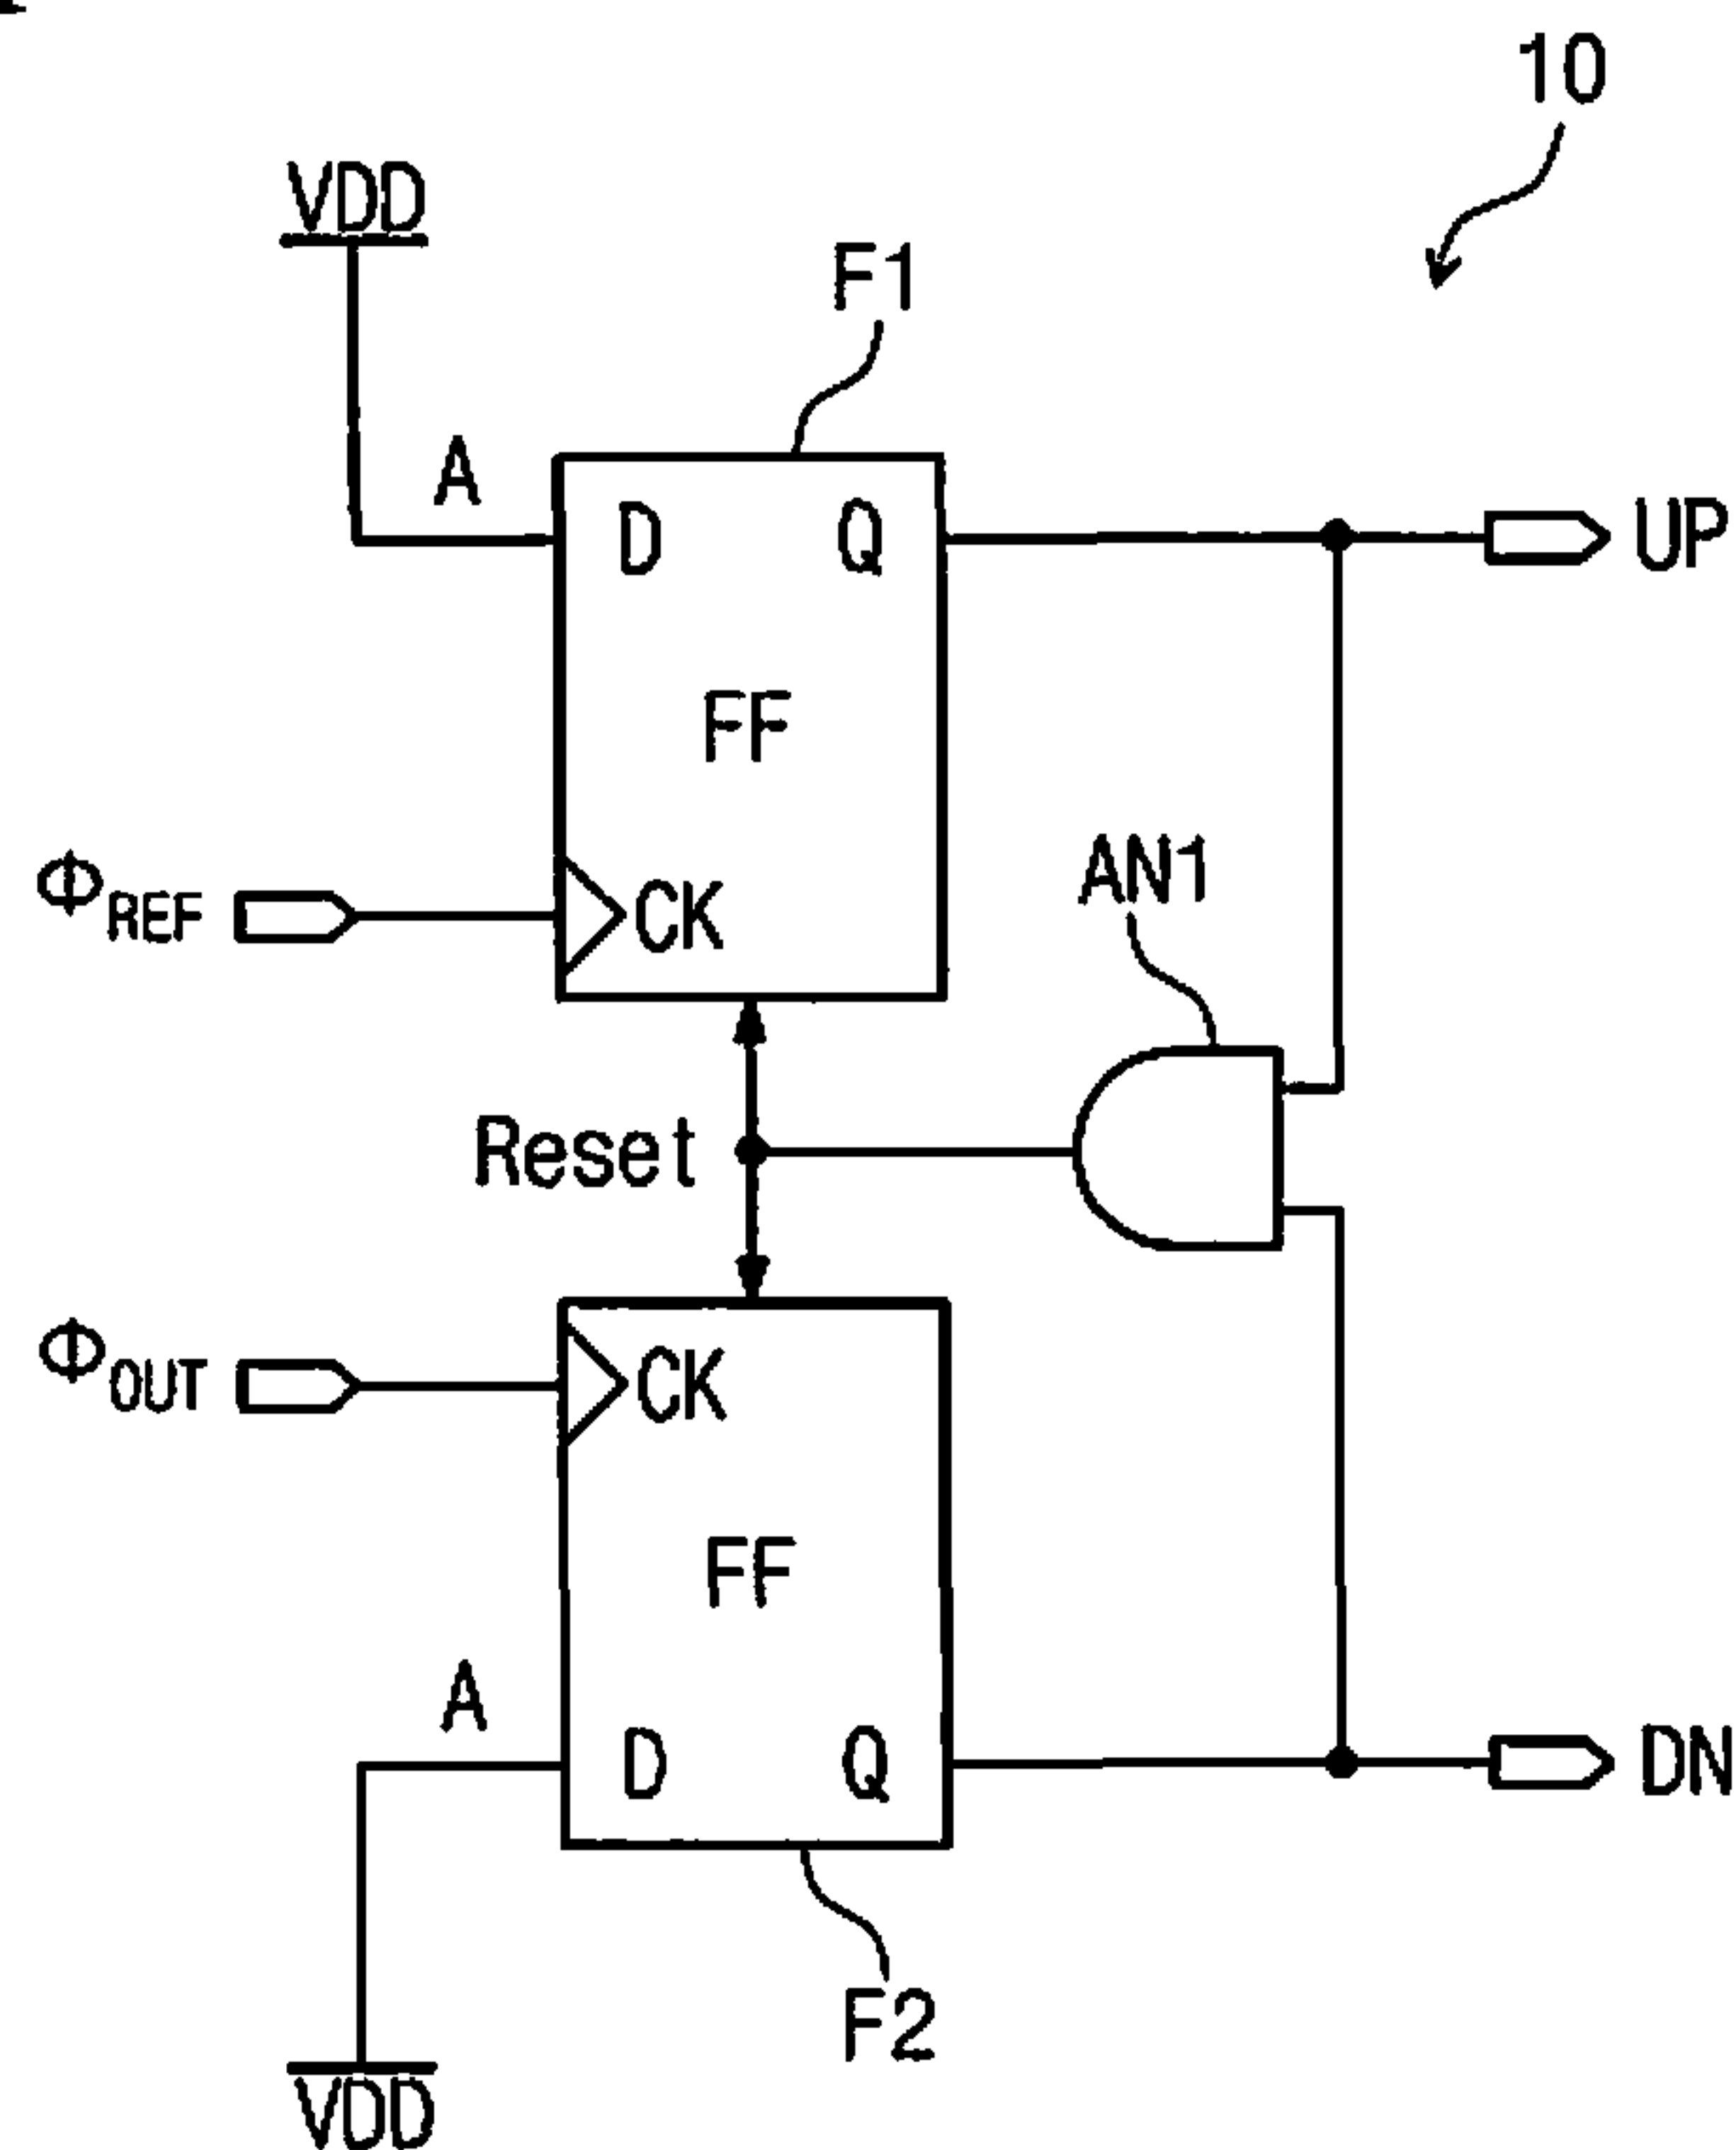 10
VDD
F1
A
D
Q
UP
FF
ΦREF
CK
AN1
Reset
ΦOUT
CK
FF
A
D
Q
DN
F2
VDD